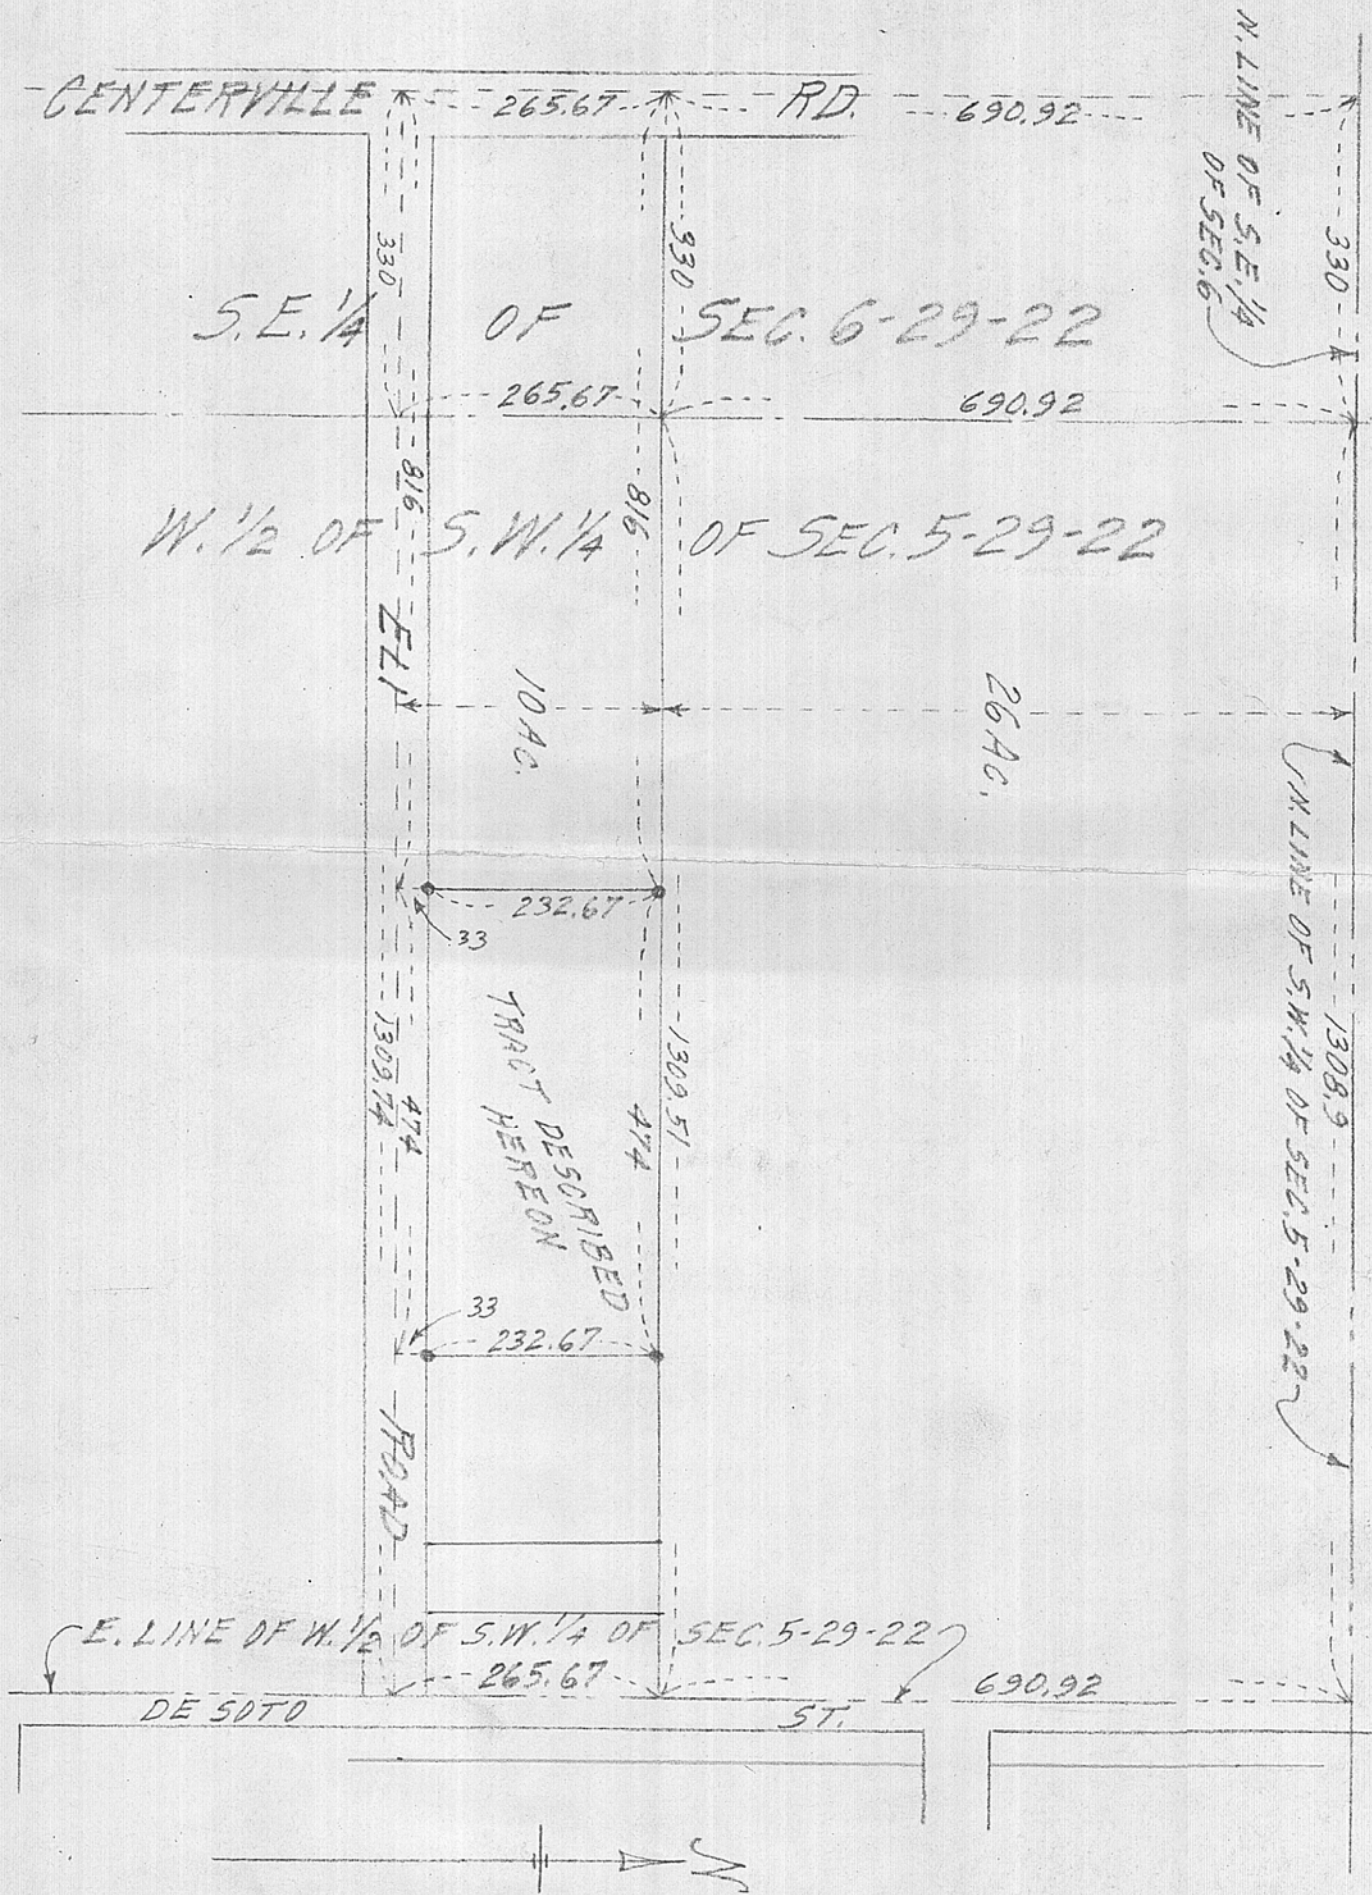 CENTERVILLE 265.67 RD. 690.92
N. LINE OF S.E. 1/4
OF SEC. 6
330
330
330
S.E. 1/4 OF SEC. 6-29-22
265.67 690.92
816
816
W. 1/2 OF S.W. 1/4 OF SEC. 5-29-22
ELI
10 AC.
26 AC.
232.67
33
N. LINE OF S.W. 1/4 OF SEC. 5-29-22
1308.9
1309.74
474
TRACT DESCRIBED
HEREON
474
1309.51
33
232.67
ROAD
E. LINE OF W. 1/2 OF S.W. 1/4 OF SEC. 5-29-22
265.67 690.92
DE SOTO ST.
N